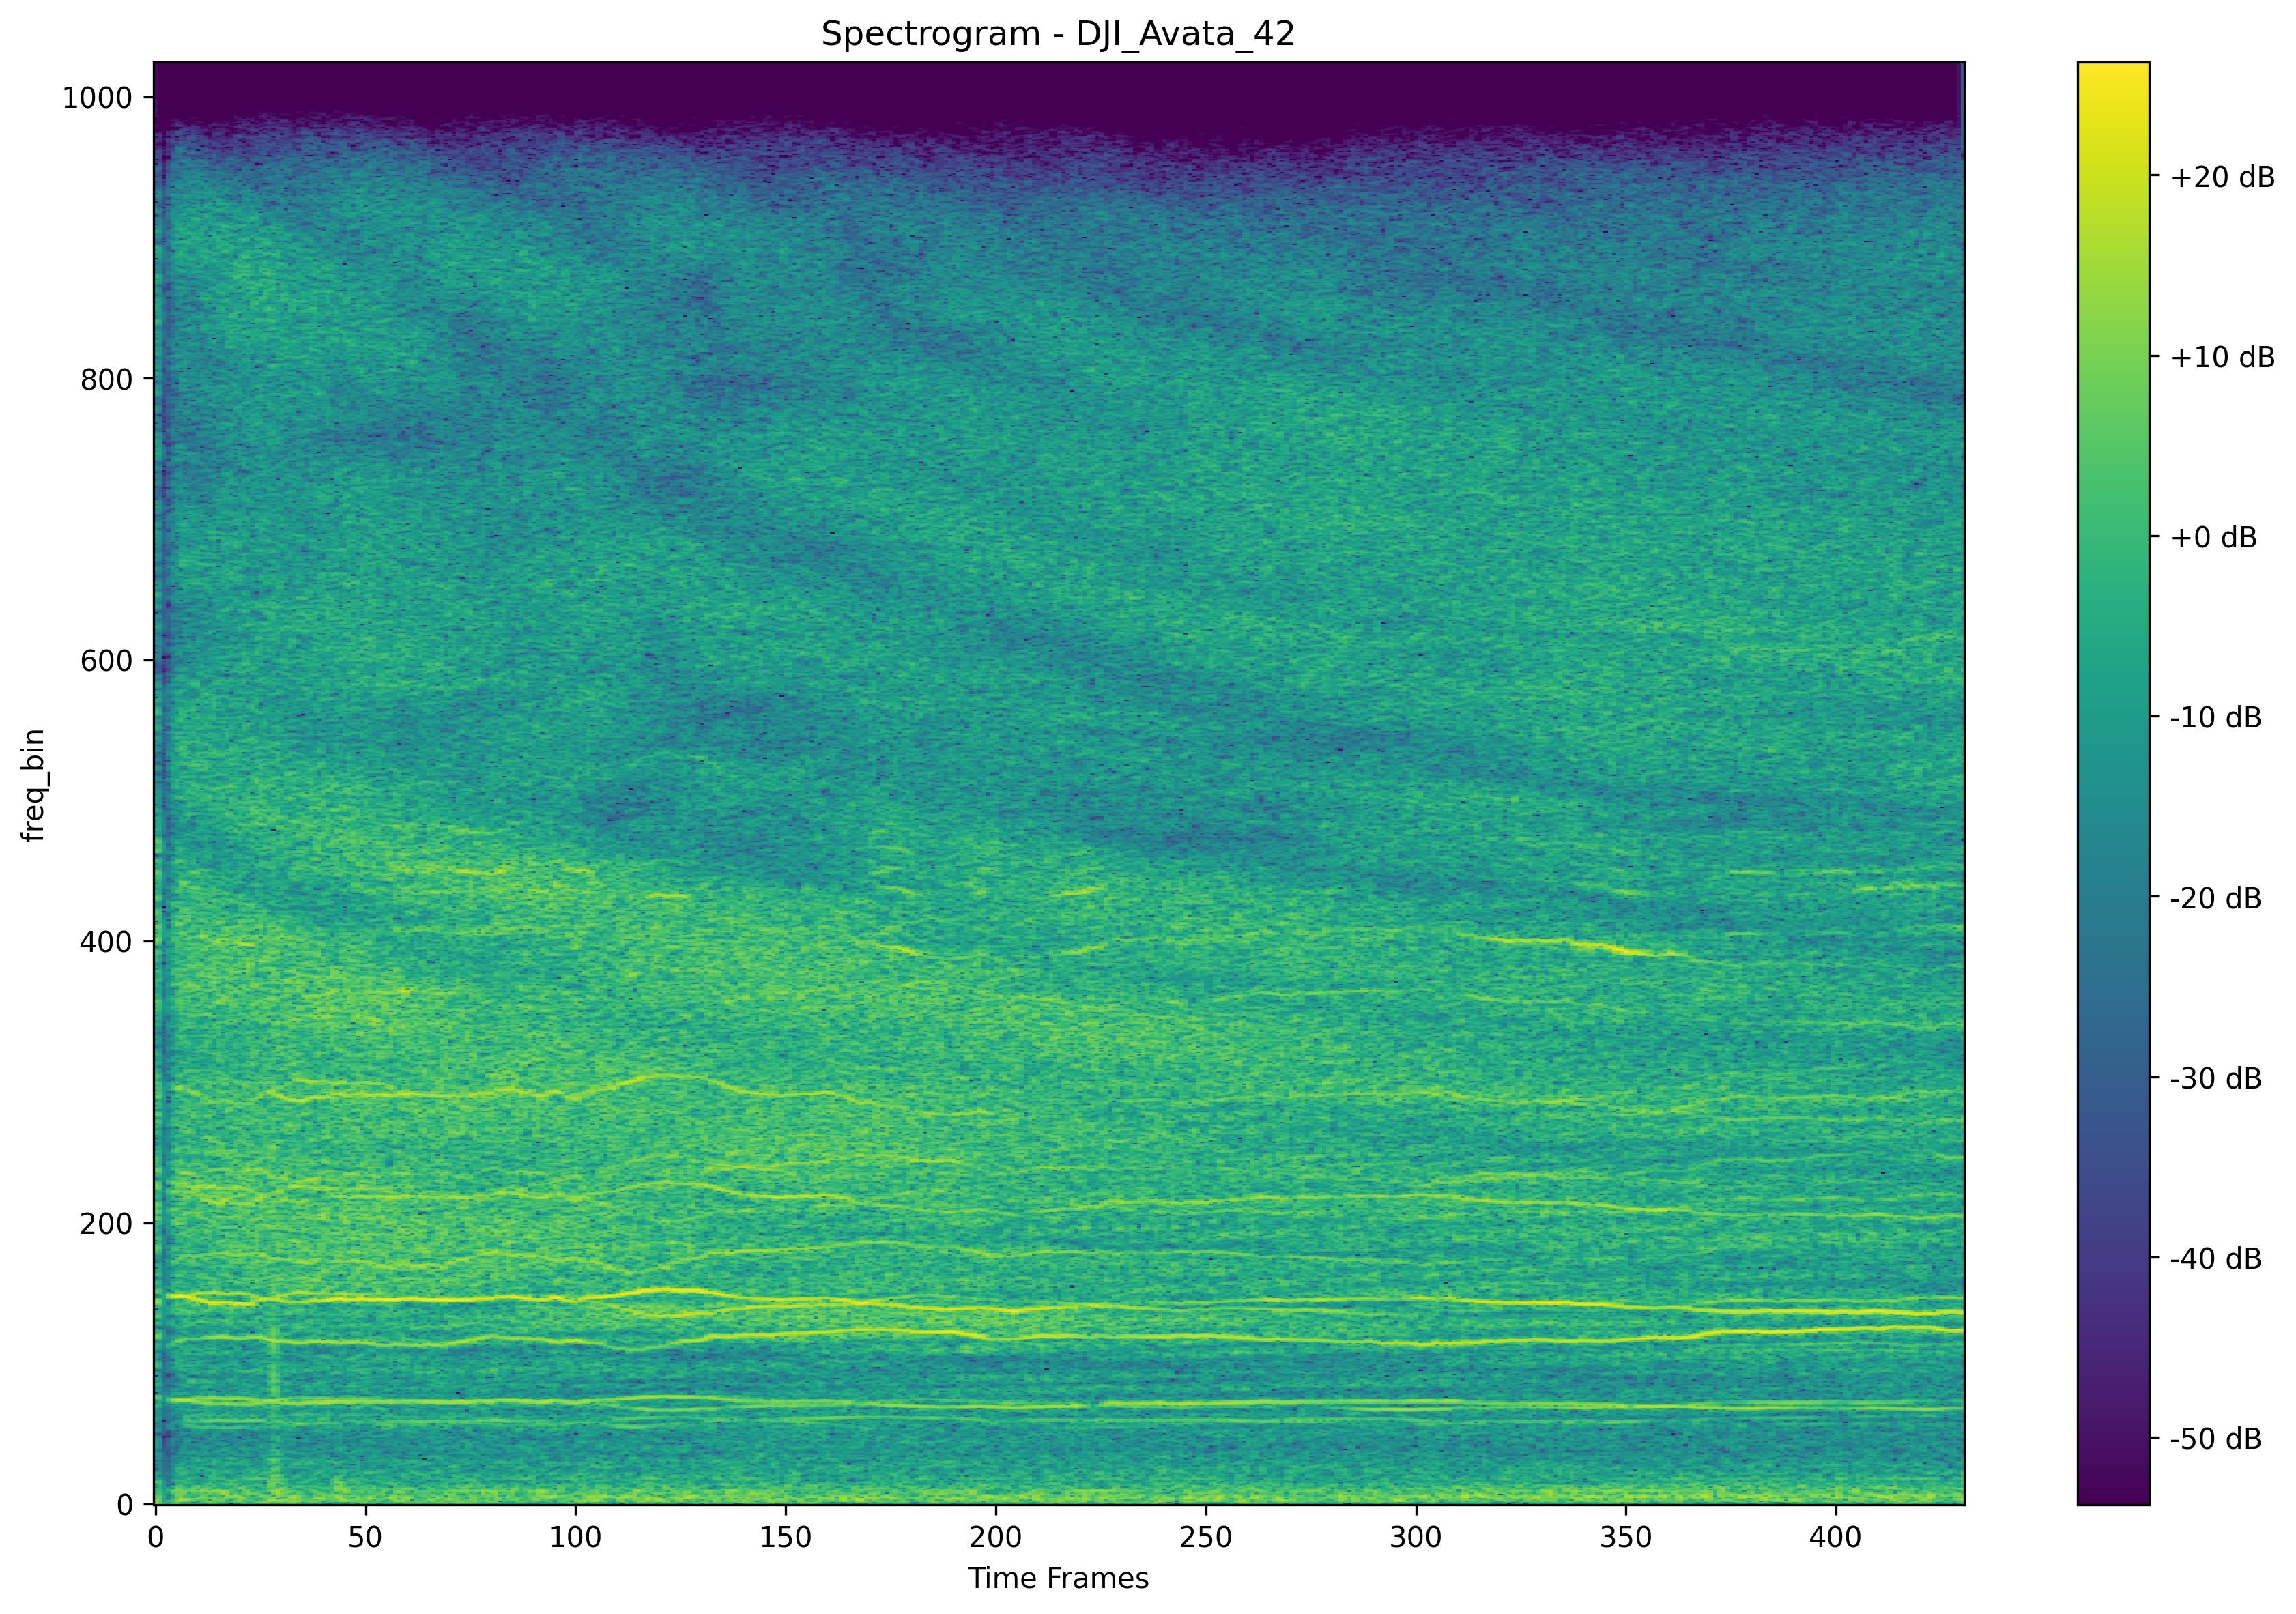 Spectrogram - DJI_Avata_42
1000
800
600
400
200
0
freq_bin
0 50 100 150 200 250 300 350 400
Time Frames
+20 dB
+10 dB
+0 dB
-10 dB
-20 dB
-30 dB
-40 dB
-50 dB